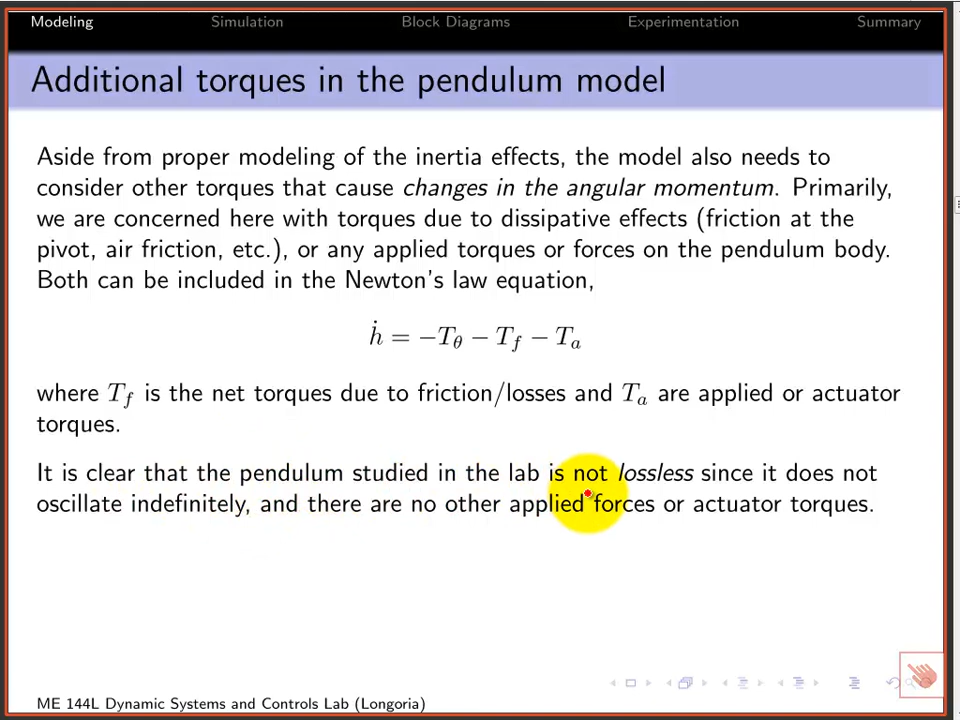 Modeling Simulation Block Diagrams Experimentation Summary
Additional torques in the pendulum model
Aside from proper modeling of the inertia effects, the model also needs to
consider other torques that cause changes in the angular momentum. Primarily,
we are concerned here with torques due to dissipative effects (friction at the
pivot, air friction, etc.), or any applied torques or forces on the pendulum body.
Both can be included in the Newton's law equation,
ḣ = −T_θ − T_f − T_a
where T_f is the net torques due to friction/losses and T_a are applied or actuator
torques.
It is clear that the pendulum studied in the lab is not lossless since it does not
oscillate indefinitely, and there are no other applied forces or actuator torques.
ME 144L Dynamic Systems and Controls Lab (Longoria)